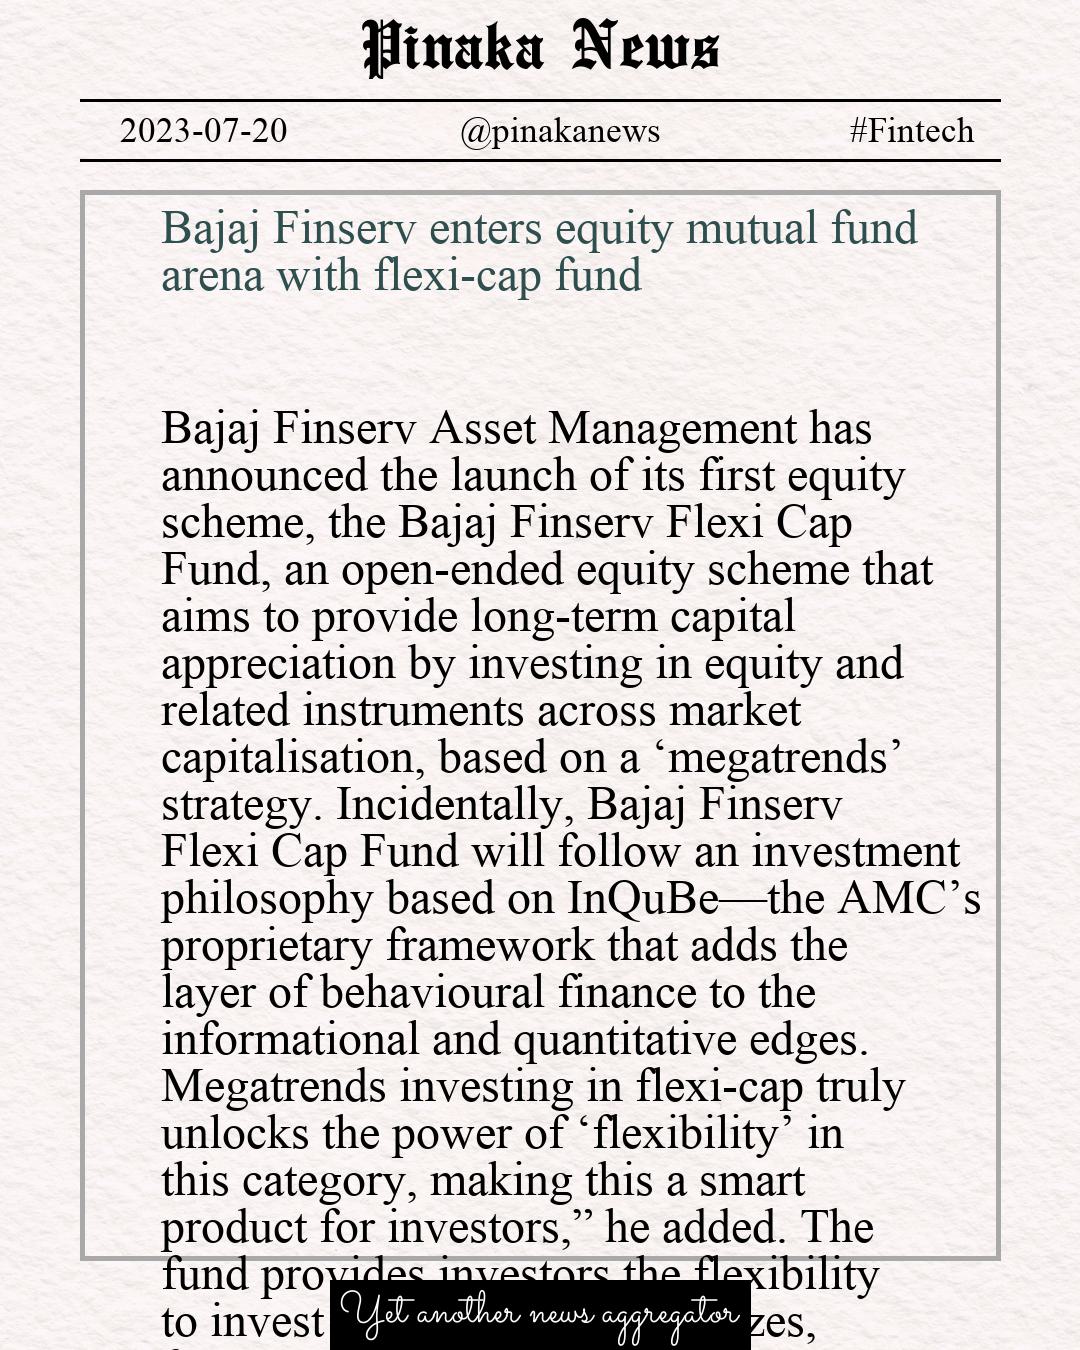 Pinaka News
2023-07-20 @pinakanews #Fintech
Bajaj Finserv enters equity mutual fund
arena with flexi-cap fund
Bajaj Finserv Asset Management has
announced the launch of its first equity
scheme, the Bajaj Finserv Flexi Cap
Fund, an open-ended equity scheme that
aims to provide long-term capital
appreciation by investing in equity and
related instruments across market
capitalisation, based on a ‘megatrends’
strategy. Incidentally, Bajaj Finserv
Flexi Cap Fund will follow an investment
philosophy based on InQuBe—the AMC’s
proprietary framework that adds the
layer of behavioural finance to the
informational and quantitative edges.
Megatrends investing in flexi-cap truly
unlocks the power of ‘flexibility’ in
this category, making this a smart
product for investors,” he added. The
fund provides investors the flexibility
to invest
Yet another news aggregator